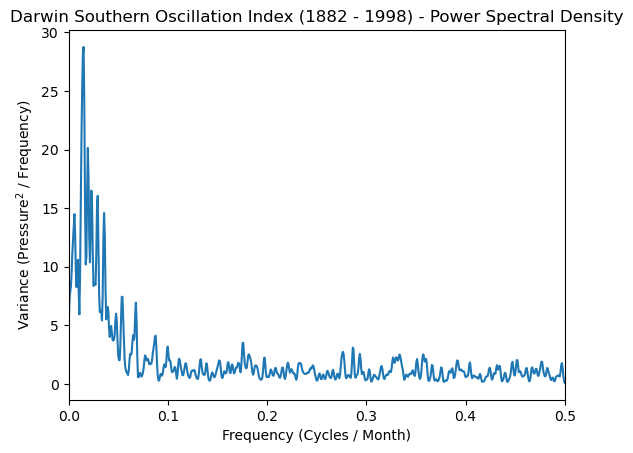 Darwin Southern Oscillation Index (1882 - 1998) - Power Spectral Density
Variance (Pressure² / Frequency)
30
25
20
15
10
5
0
0.0 0.1 0.2 0.3 0.4 0.5
Frequency (Cycles / Month)